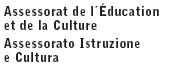 Assessorat de l´Éducation
et de la Culture
Assessorato Istruzione
e Cultura